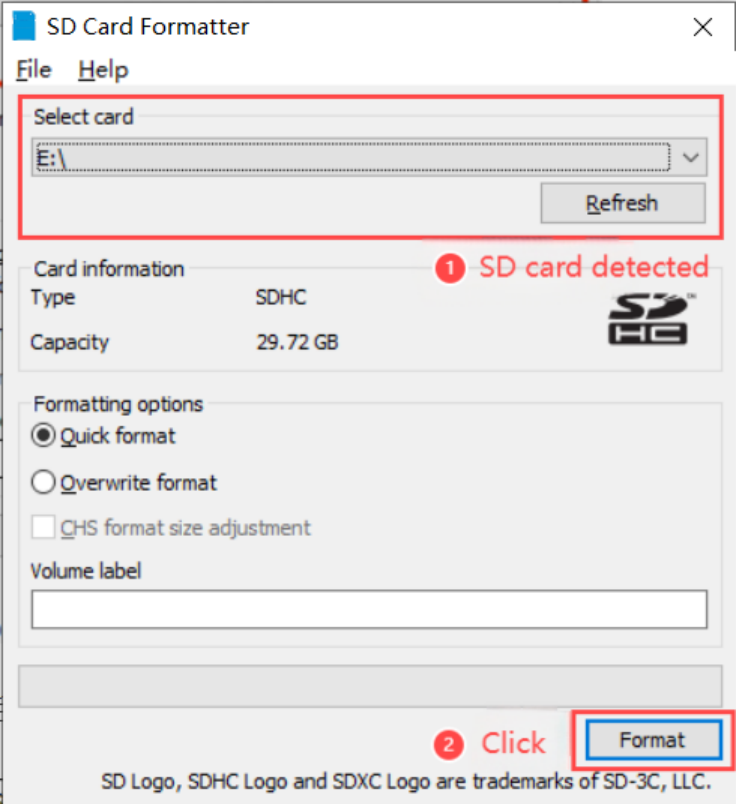 SD Card Formatter
File Help
Select card
E:\
Refresh
1 SD card detected
Card information
Type SDHC
Capacity 29.72 GB
SD HC TM
Formatting options
Quick format
Overwrite format
CHS format size adjustment
Volume label
2 Click
Format
SD Logo, SDHC Logo and SDXC Logo are trademarks of SD-3C, LLC.